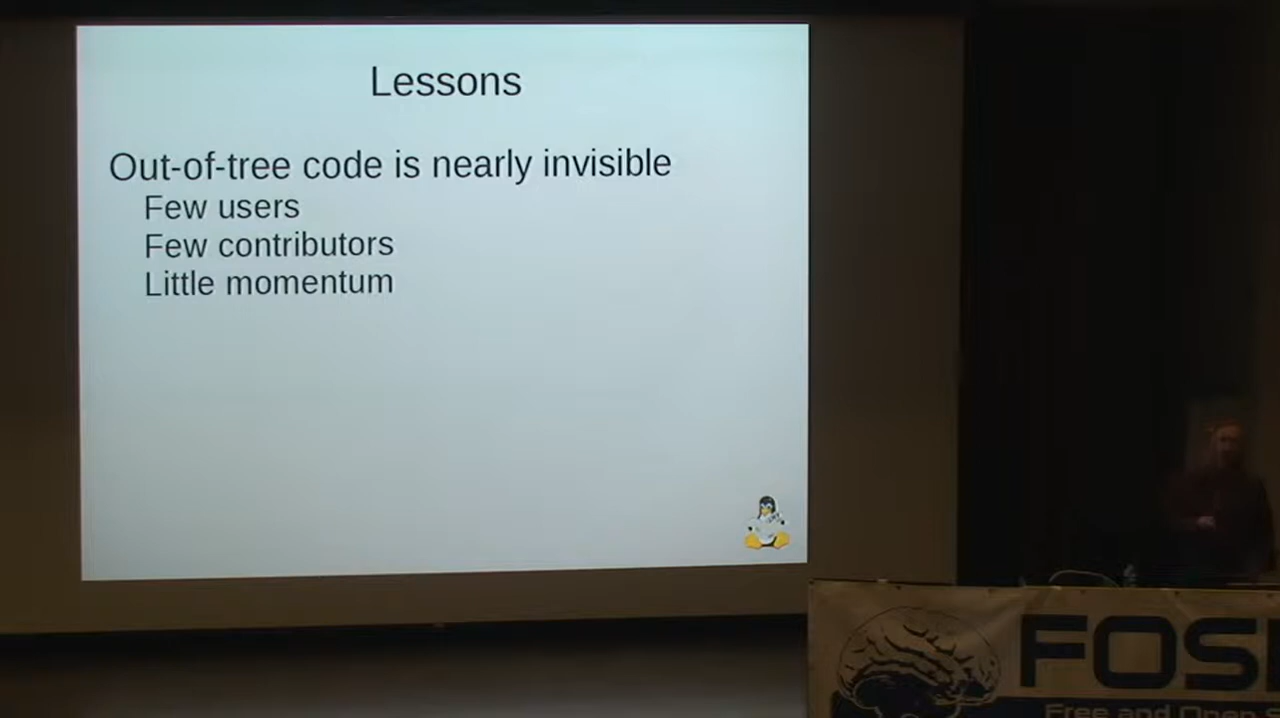 Lessons
Out-of-tree code is nearly invisible
Few users
Few contributors
Little momentum
FOS
Free and Open